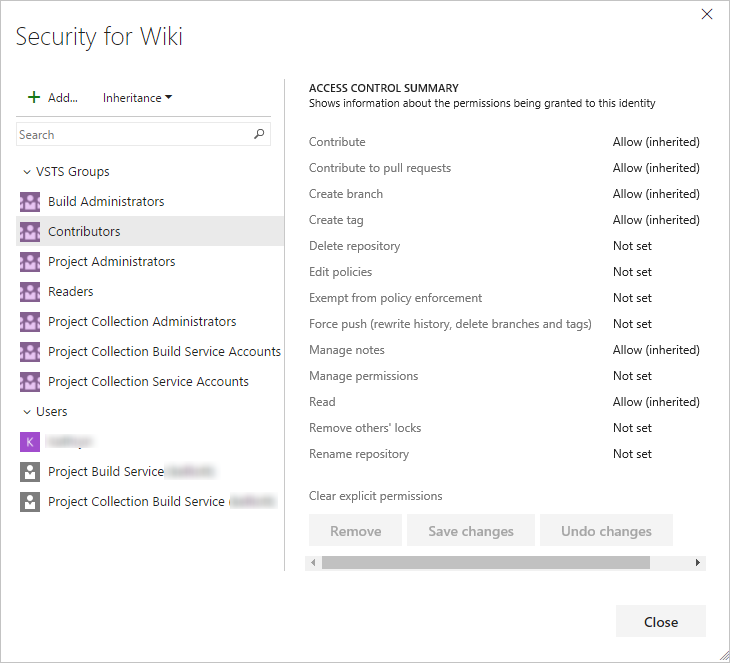 Security for Wiki
Add...
Inheritance
Search
VSTS Groups
Build Administrators
Contributors
Project Administrators
Readers
Project Collection Administrators
Project Collection Build Service Accounts
Project Collection Service Accounts
Users
K
Project Build Service
Project Collection Build Service
ACCESS CONTROL SUMMARY
Shows information about the permissions being granted to this identity
Contribute Allow (inherited)
Contribute to pull requests Allow (inherited)
Create branch Allow (inherited)
Create tag Allow (inherited)
Delete repository Not set
Edit policies Not set
Exempt from policy enforcement Not set
Force push (rewrite history, delete branches and tags) Not set
Manage notes Allow (inherited)
Manage permissions Not set
Read Allow (inherited)
Remove others' locks Not set
Rename repository Not set
Clear explicit permissions
Remove Save changes Undo changes
Close